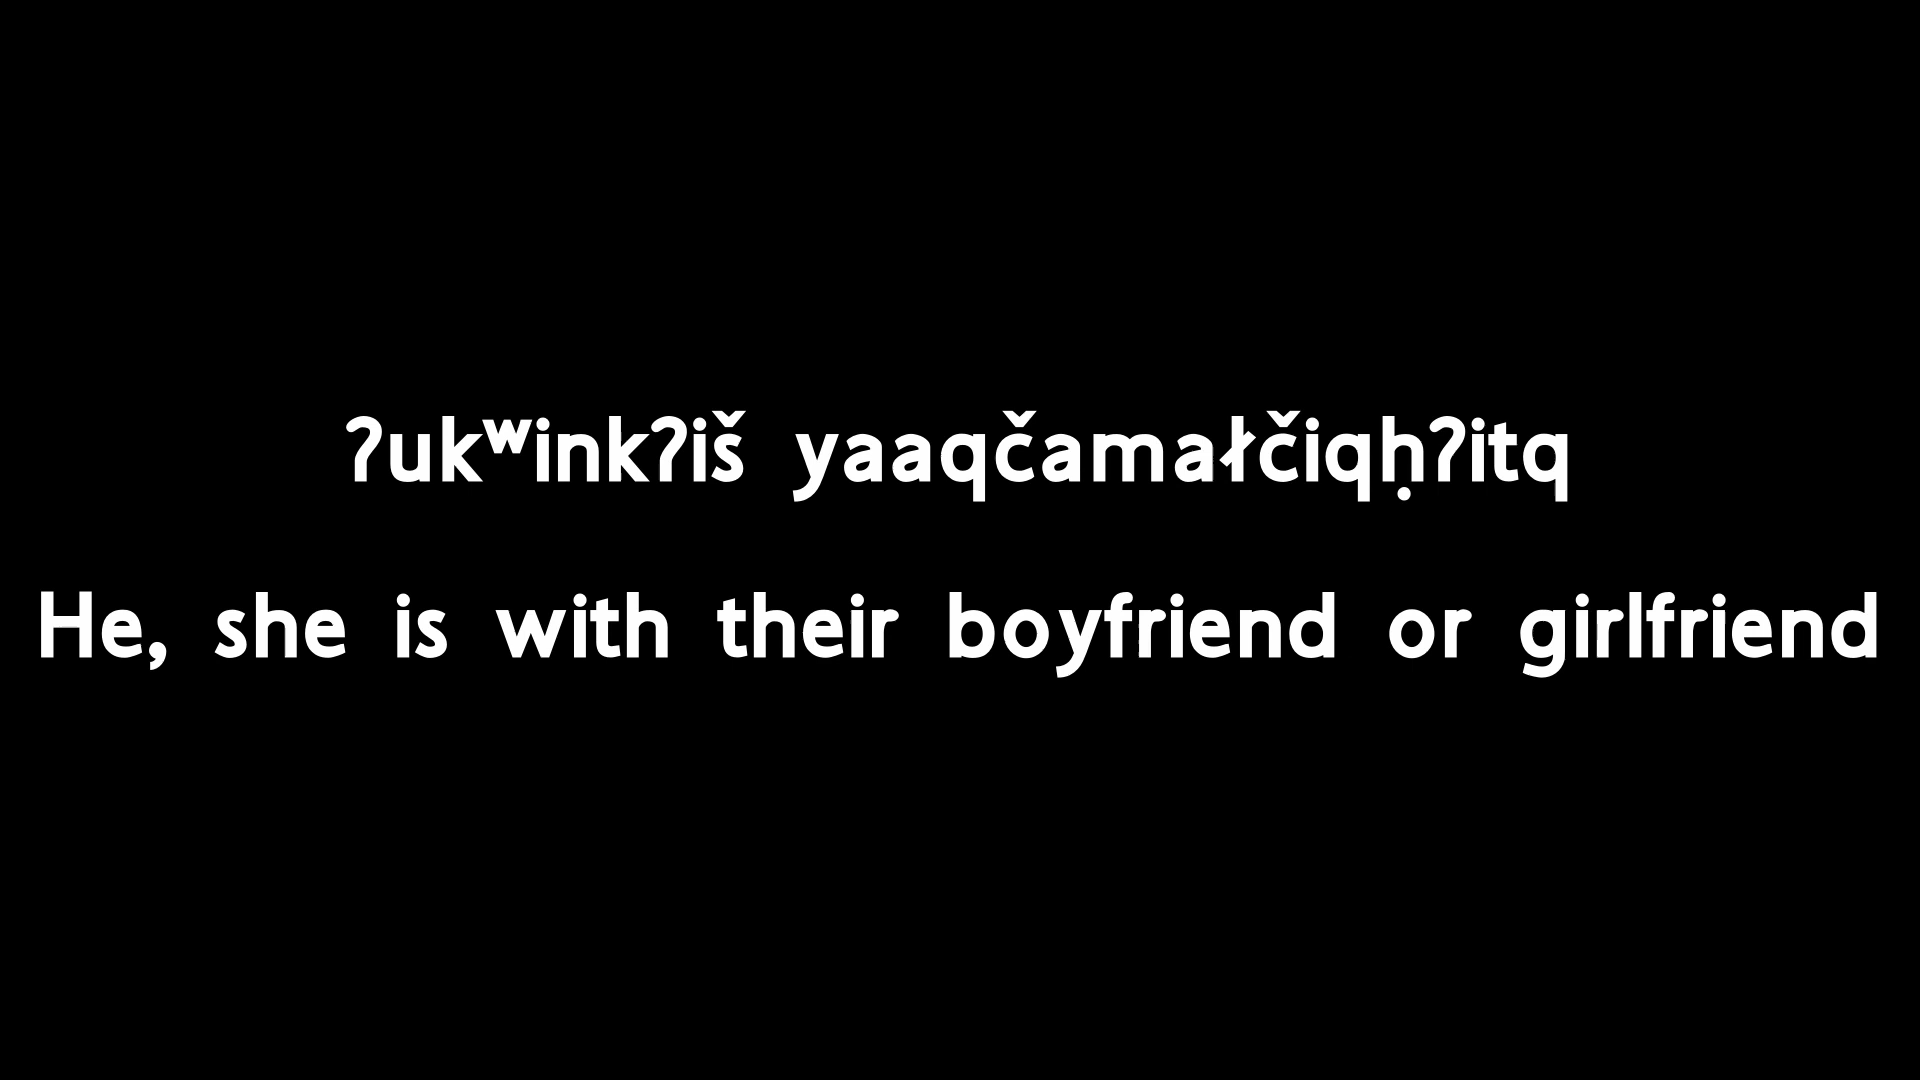 ʔukʷinkʔiš yaaqčamałčiqḥʔitq
He, she is with their boyfriend or girlfriend